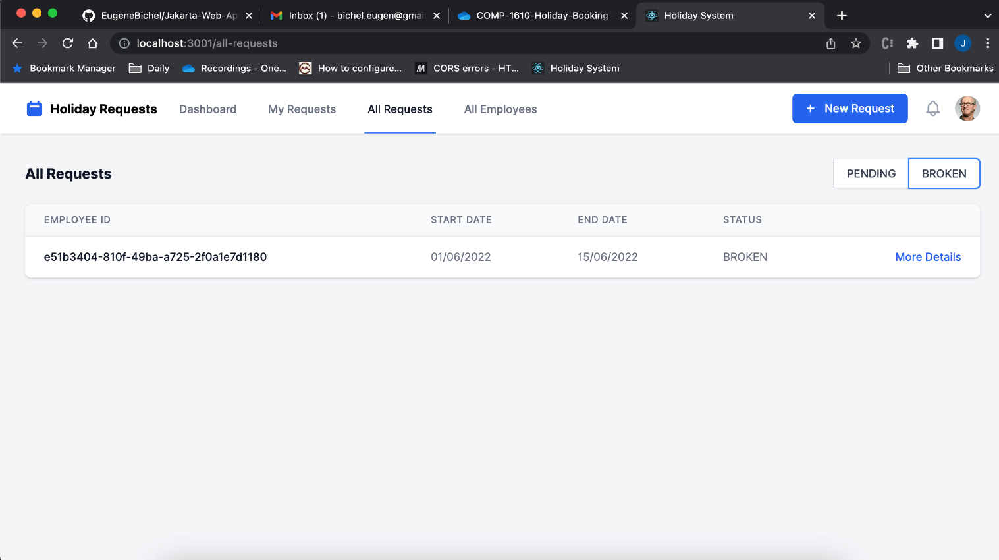 EugeneBichel/Jakarta-Web-Ap
Inbox (1) - bichel.eugen@gmai
COMP-1610-Holiday-Booking -
Holiday System
localhost:3001/all-requests
J
Bookmark Manager
Daily
Recordings - One...
How to configure...
CORS errors - HT...
Holiday System
Other Bookmarks
Holiday Requests
Dashboard
My Requests
All Requests
All Employees
+ New Request
All Requests
PENDING
BROKEN
EMPLOYEE ID START DATE END DATE STATUS
e51b3404-810f-49ba-a725-2f0a1e7d1180 01/06/2022 15/06/2022 BROKEN More Details